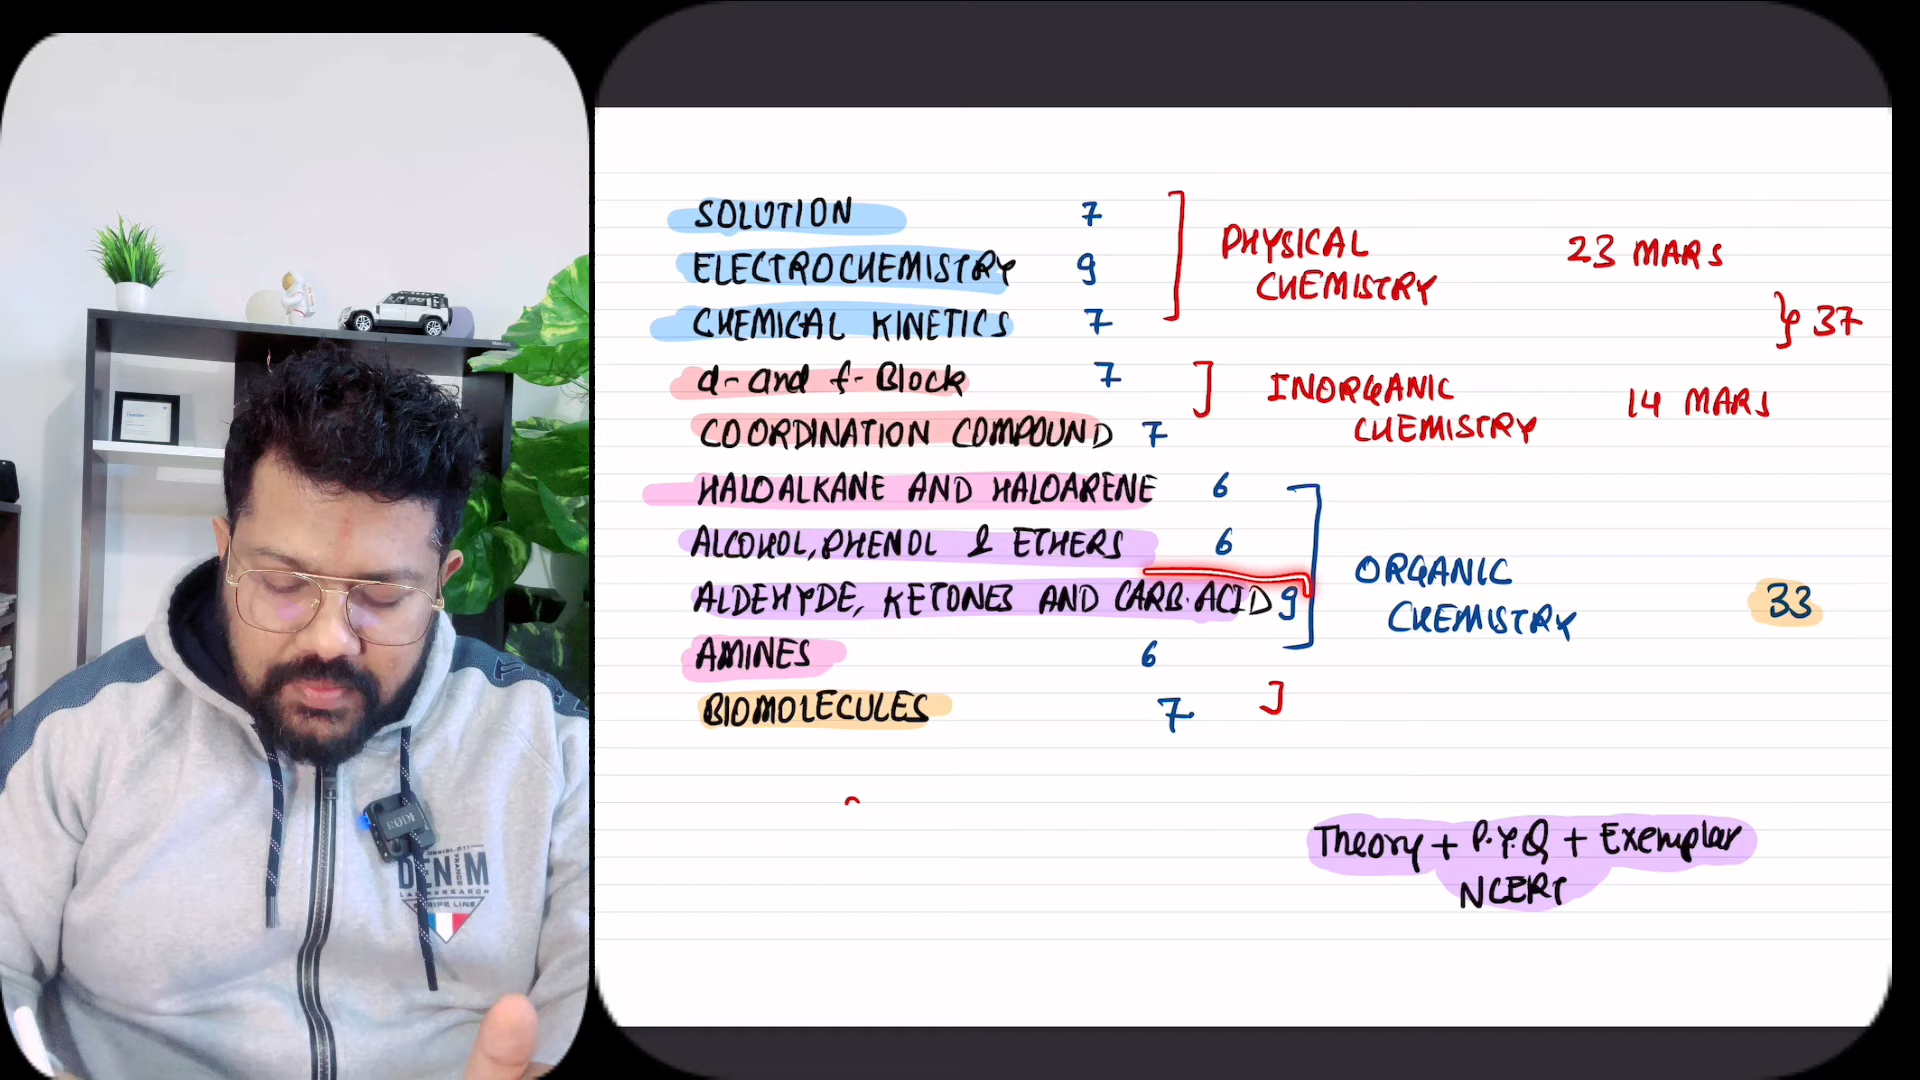 SOLUTION 7
ELECTROCHEMISTRY 9
CHEMICAL KINETICS 7
PHYSICAL
CHEMISTRY
23 MARS
} 37
d- and f- Block 7
COORDINATION COMPOUND 7
INORGANIC
CHEMISTRY
14 MARS
HALOALKANE AND HALOARENE 6
ALCOHOL, PHENOL & ETHERS 6
ALDEHYDE, KETONES AND CARB. ACID 9
AMINES 6
BIOMOLECULES 7
ORGANIC
CHEMISTRY
33
Theory + P.Y.Q + Exemplar
NCERT
RODE
DENIM